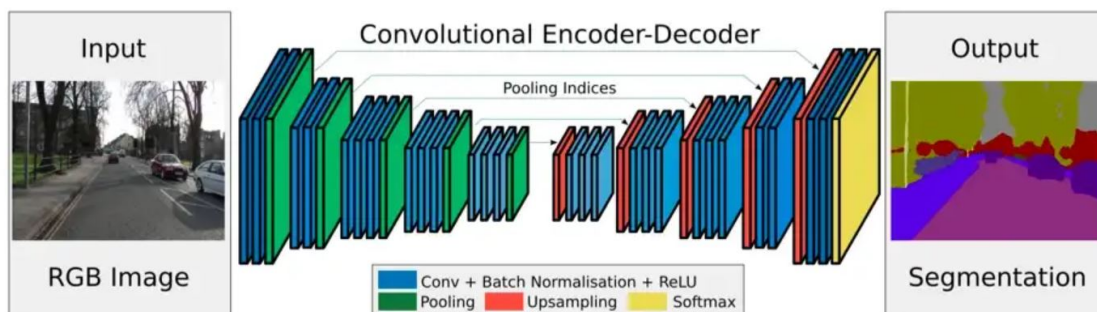 Input
RGB Image
Convolutional Encoder-Decoder
Pooling Indices
Conv + Batch Normalisation + ReLU
Pooling Upsampling Softmax
Output
Segmentation